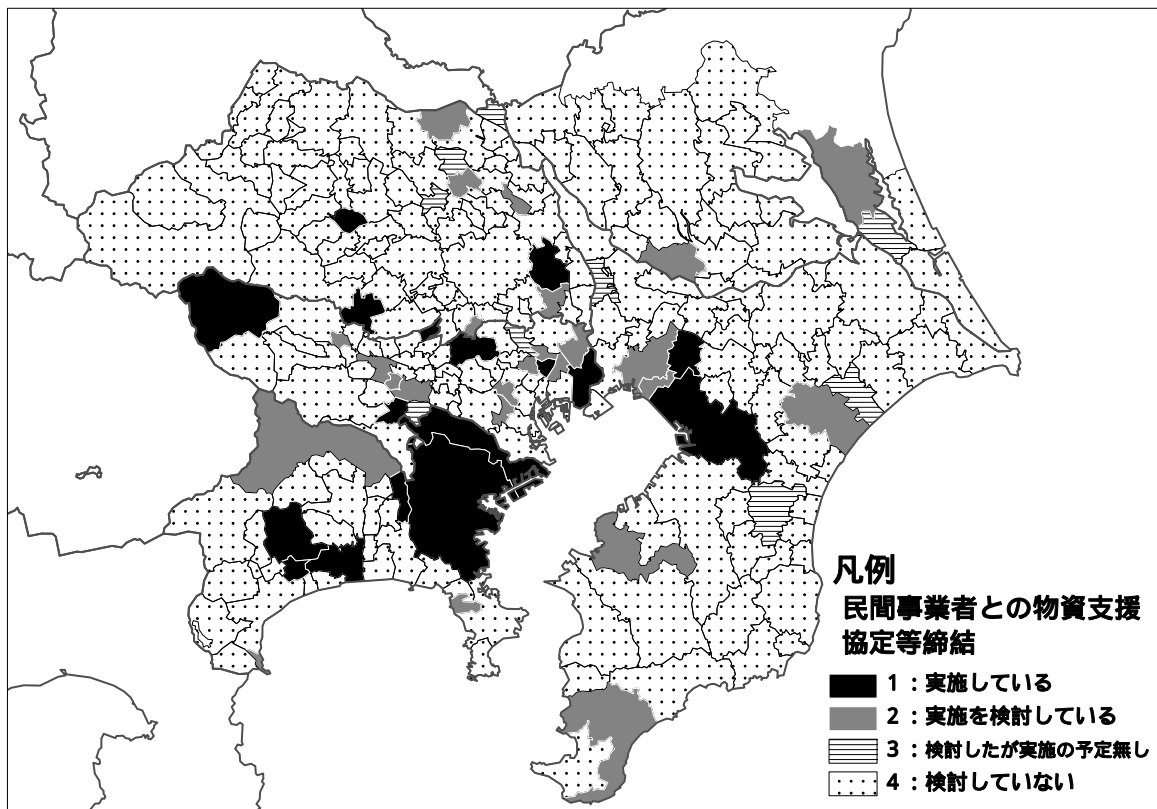 凡例
民間事業者との物資支援
協定等締結
1：実施している
2：実施を検討している
3：検討したが実施の予定無し
4：検討していない